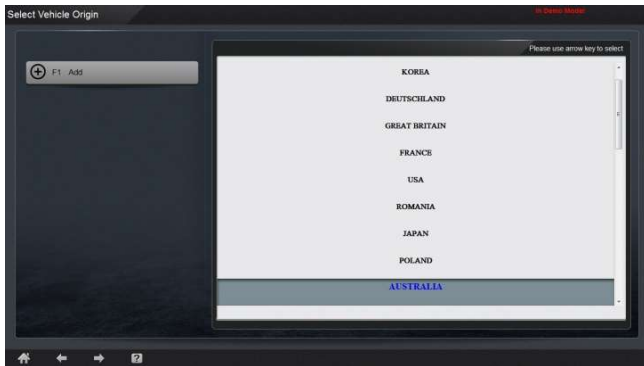 Select Vehicle Origin
In Demo Mode!
Please use arrow key to select
F1 Add
KOREA
DEUTSCHLAND
GREAT BRITAIN
FRANCE
USA
ROMANIA
JAPAN
POLAND
AUSTRALIA